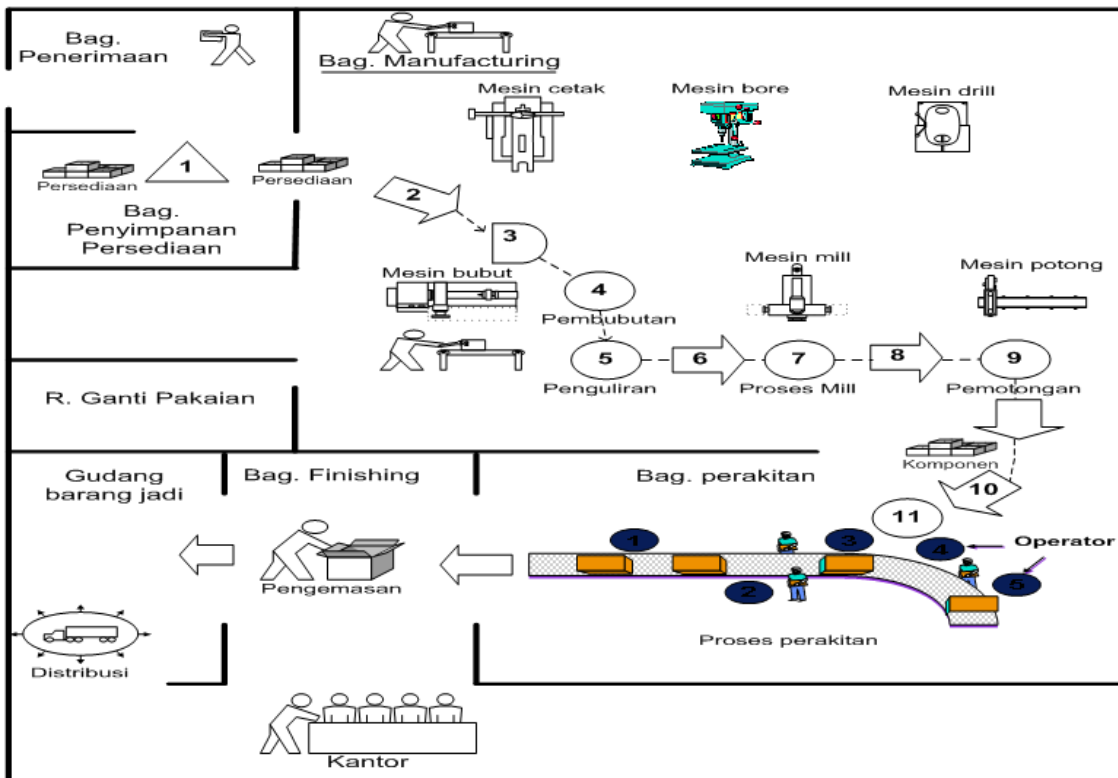 Bag.
Penerimaan
Bag. Manufacturing
Mesin cetak
Mesin bore
Mesin drill
Persediaan
1
Persediaan
Bag.
Penyimpanan
Persediaan
2
3
Mesin bubut
4
Pembubutan
Mesin mill
Mesin potong
5
Penguliran
6
7
Proses Mill
8
9
Pemotongan
R. Ganti Pakaian
Komponen
10
Gudang
barang jadi
Bag. Finishing
Bag. perakitan
11
1
2
3
4
5
Operator
Pengemasan
Proses perakitan
Distribusi
Kantor